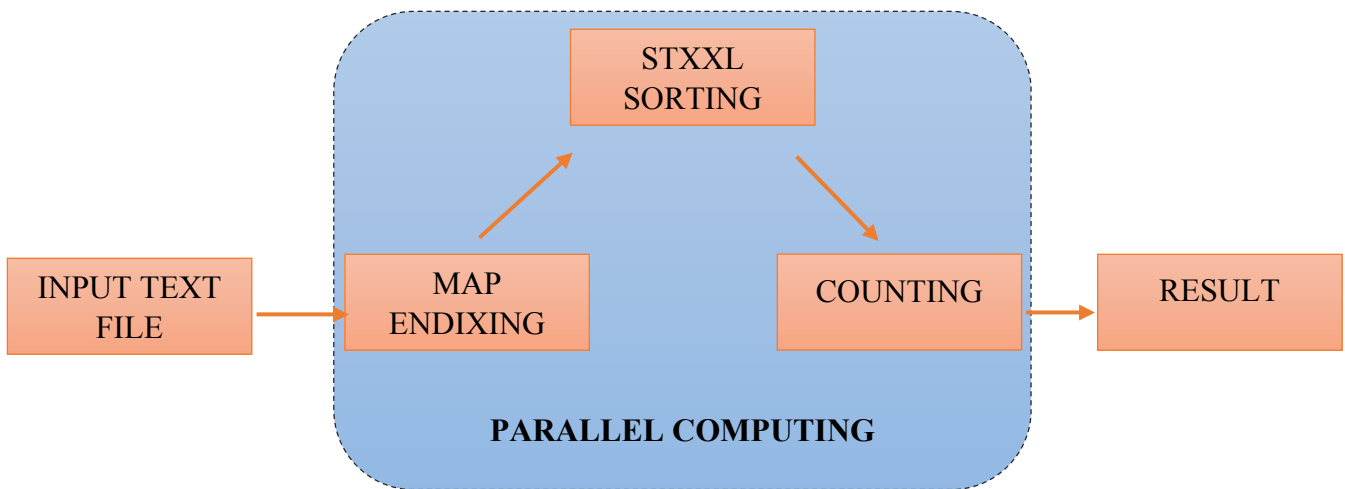 INPUT TEXT
FILE
MAP
ENDIXING
STXXL
SORTING
COUNTING
RESULT
PARALLEL COMPUTING